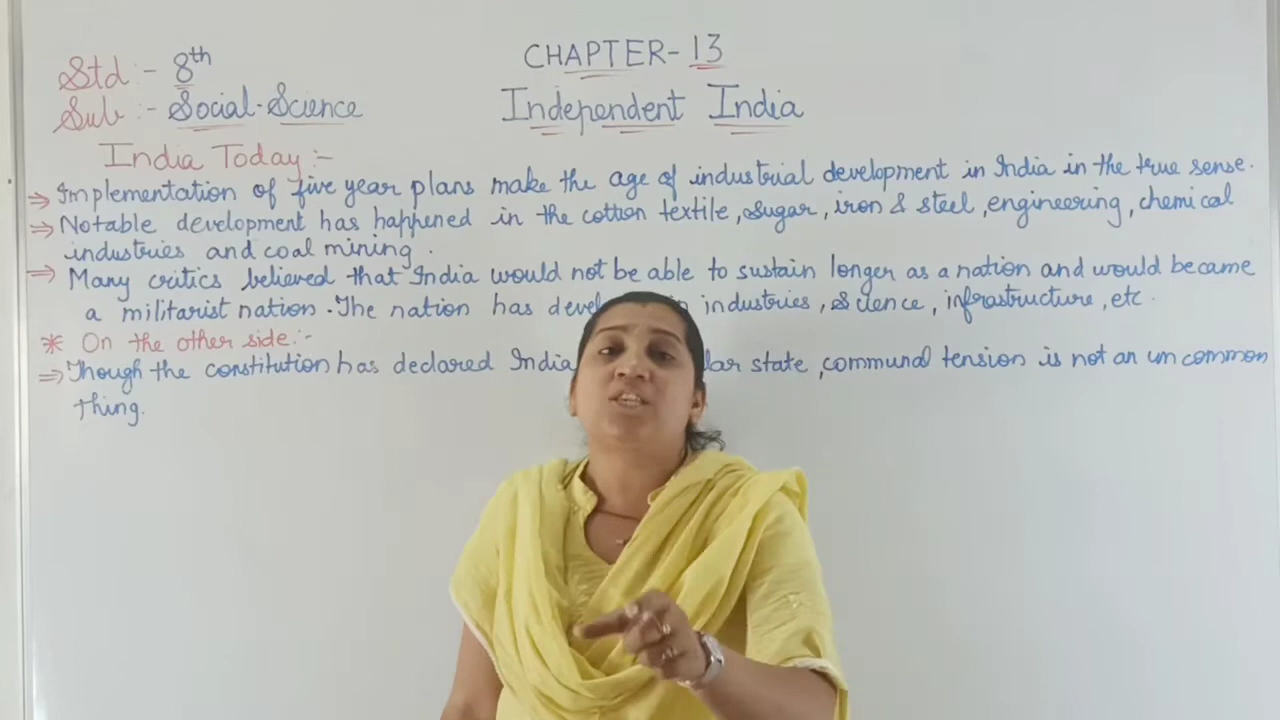 Std :- 8th
Sub :- Social-Science
CHAPTER-13
Independent India
India Today :-
⇒ Implementation of five year plans make the age of industrial development in India in the true sense.
⇒ Notable development has happened in the cotton textile, sugar, iron & steel, engineering, chemical
industries and coal mining.
⇒ Many critics believed that India would not be able to sustain longer as a nation and would became
a militarist nation. The nation has industries, science, infrastructure, etc.
* On the other side :-
⇒ Though the constitution has declared India state, communal tension is not an un common
thing.